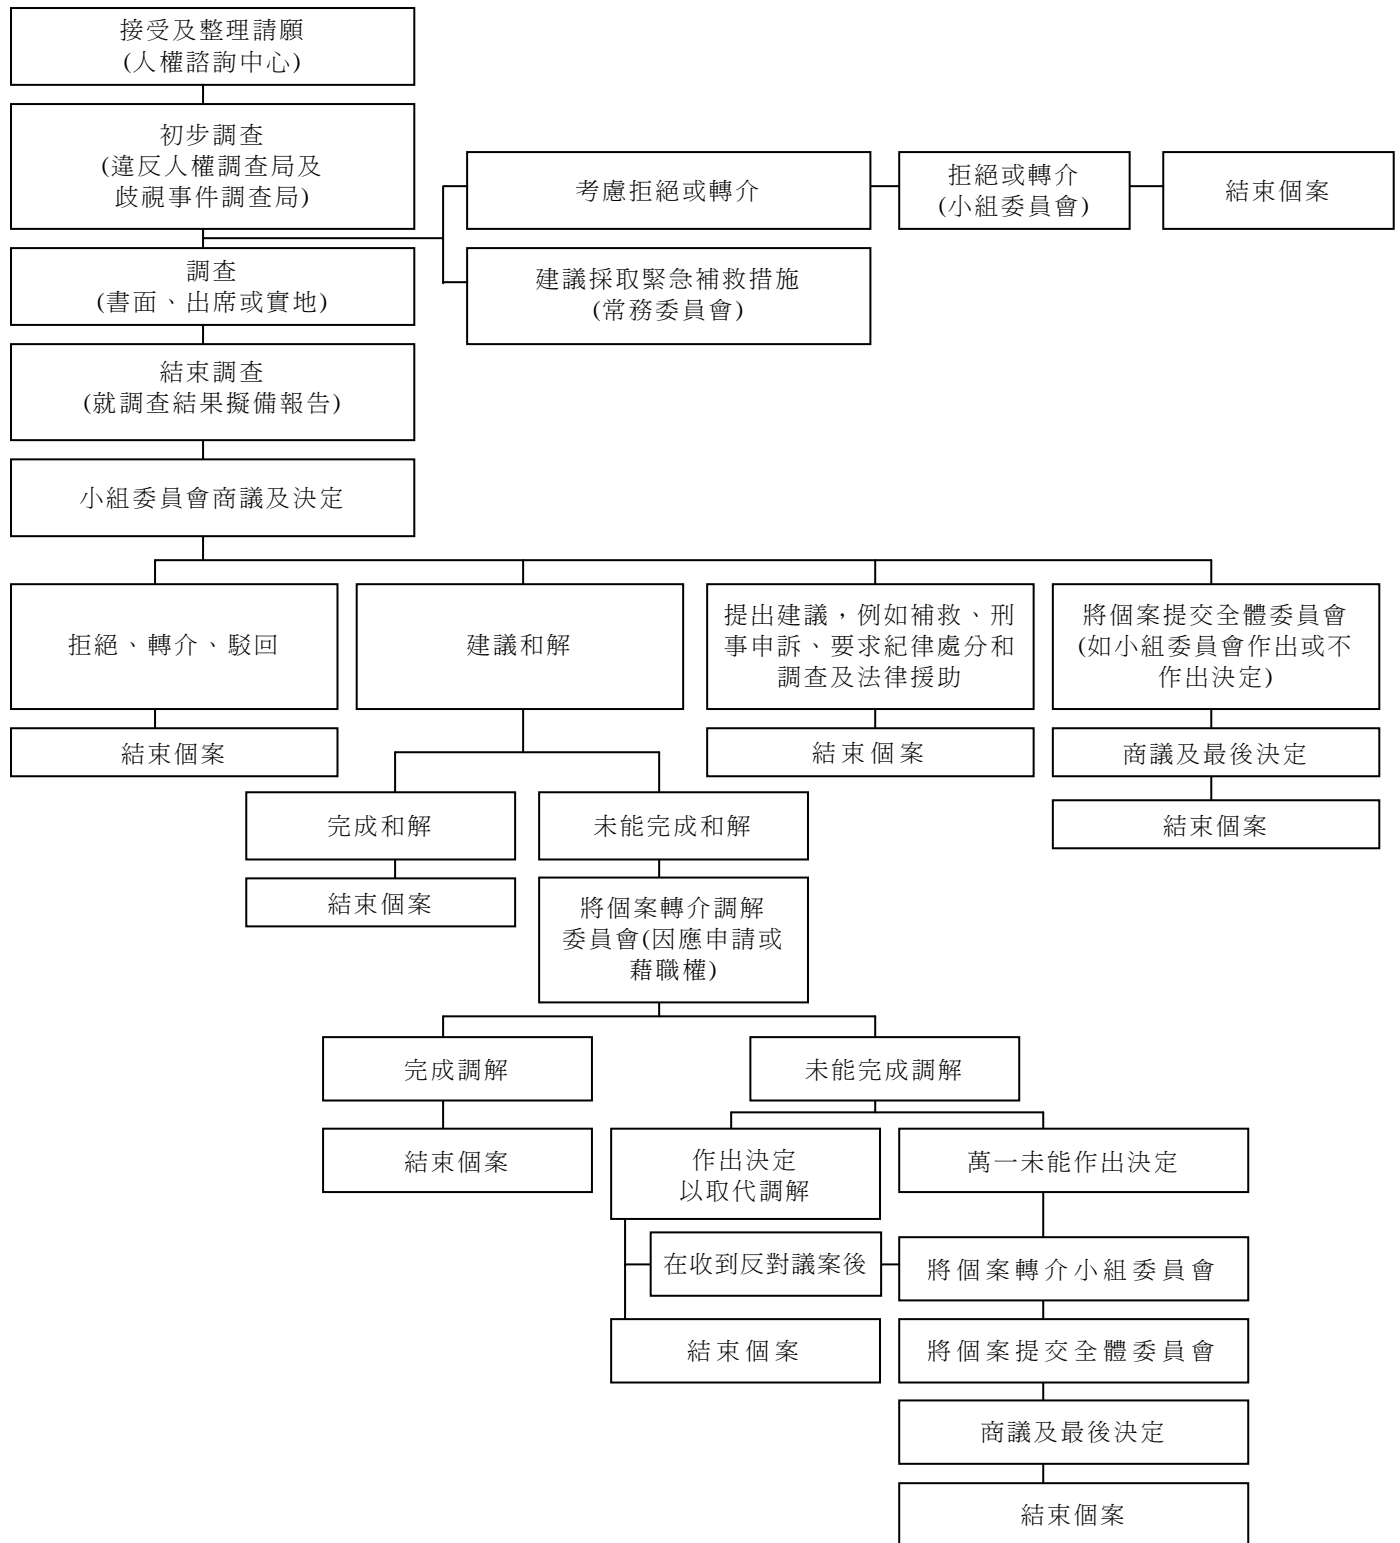 接受及整理請願
(人權諮詢中心)
初步調查
(違反人權調查局及
歧視事件調查局)
考慮拒絕或轉介
拒絕或轉介
(小組委員會)
結束個案
調查
(書面、出席或實地)
建議採取緊急補救措施
(常務委員會)
結束調查
(就調查結果擬備報告)
小組委員會商議及決定
拒絕、轉介、駁回
建議和解
提出建議，例如補救、刑
事申訴、要求紀律處分和
調查及法律援助
將個案提交全體委員會
(如小組委員會作出或不
作出決定)
結束個案
結束個案
商議及最後決定
完成和解
未能完成和解
結束個案
結束個案
將個案轉介調解
委員會(因應申請或
藉職權)
完成調解
未能完成調解
結束個案
作出決定
以取代調解
萬一未能作出決定
在收到反對議案後
將個案轉介小組委員會
結束個案
將個案提交全體委員會
商議及最後決定
結束個案